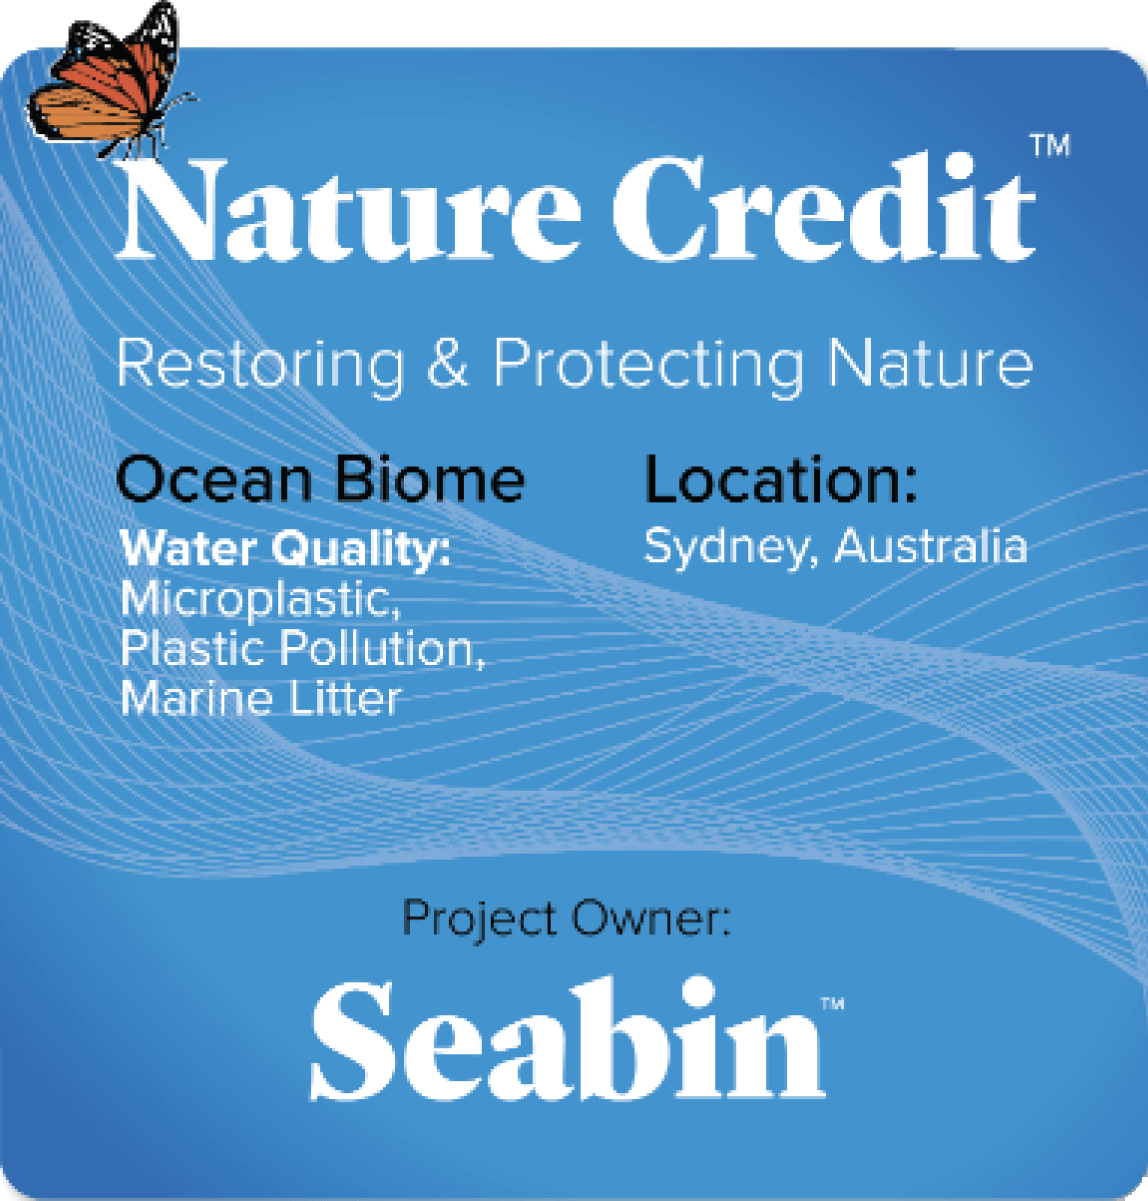 Nature Credit™
Restoring & Protecting Nature
Ocean Biome
Water Quality:
Microplastic,
Plastic Pollution,
Marine Litter
Location:
Sydney, Australia
Project Owner:
Seabin™